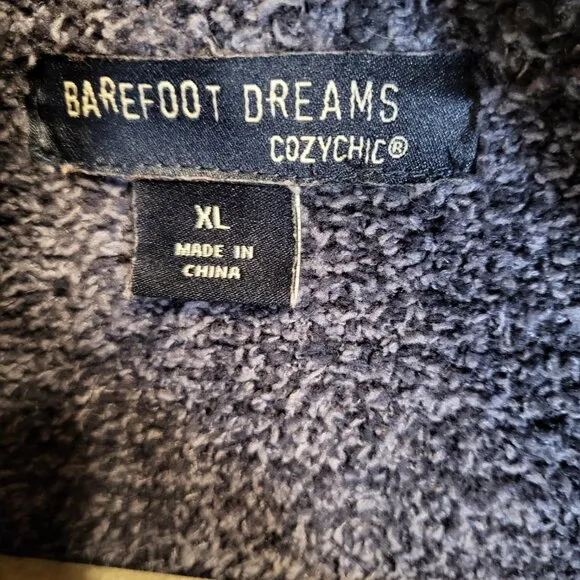 BAREFOOT DREAMS
COZYCHIC®
XL
MADE IN
CHINA